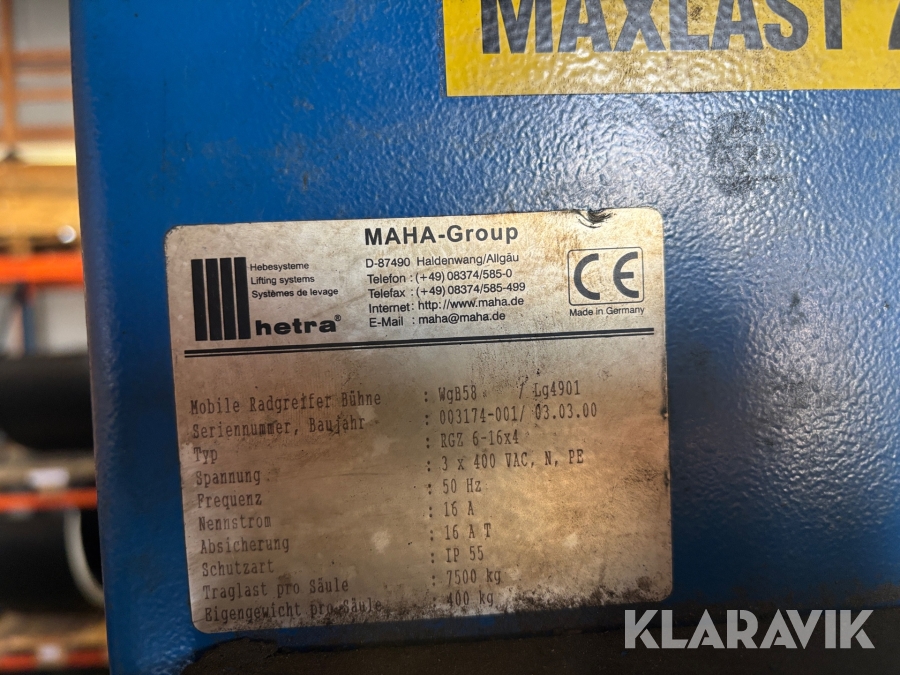 MAXLAST
MAHA-Group
D-87490 Haldenwang/Allgäu
Telefon : (+49) 08374/585-0
Telefax : (+49) 08374/585-499
Internet: http://www.maha.de
E-Mail : maha@maha.de
Hebesysteme
Lifting systems
Systèmes de levage
hetra®
CE
Made in Germany
Mobile Radgreifer Bühne : WgB58 / Lg4901
Seriennummer, Baujahr : 003174-001/ 03.03.00
Typ : RGZ 6-16x4
Spannung : 3 x 400 VAC, N, PE
Frequenz : 50 Hz
Nennstrom : 16 A
Absicherung : 16 A T
Schutzart : IP 55
Traglast pro Säule : 7500 kg
Eigengewicht pro Säule : 400 kg
KLARAVIK